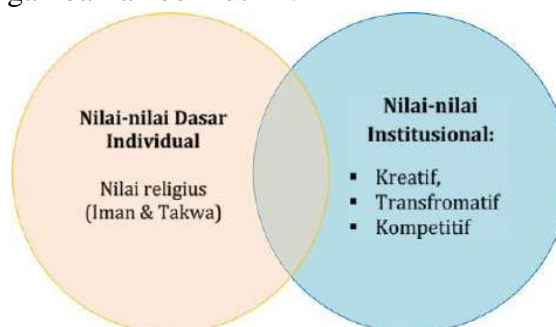 Nilai-nilai Dasar
Individual
Nilai religius
(Iman & Takwa)
Nilai-nilai
Institusional:
▪ Kreatif,
▪ Transfromatif
▪ Kompetitif